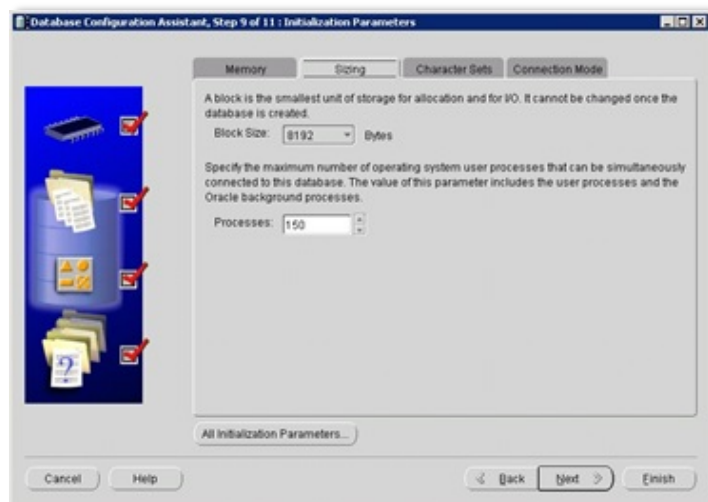 Database Configuration Assistant, Step 9 of 11 : Initialization Parameters
Memory Sizing Character Sets Connection Mode
A block is the smallest unit of storage for allocation and for I/O. It cannot be changed once the
database is created.
Block Size: 8192 Bytes
Specify the maximum number of operating system user processes that can be simultaneously
connected to this database. The value of this parameter includes the user processes and the
Oracle background processes.
Processes: 150
?
All Initialization Parameters...
Cancel Help Back Next Finish